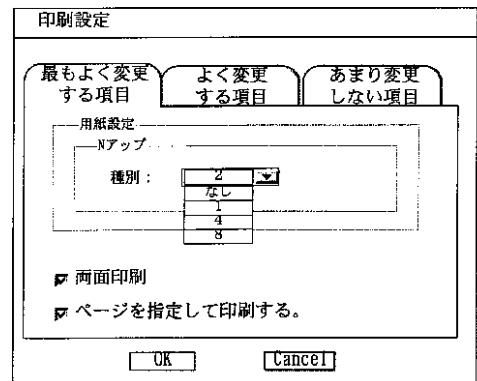 印刷設定
最もよく変更
する項目
よく変更
する項目
あまり変更
しない項目
用紙設定
Nアップ
種別：
2
なし
1
4
8
両面印刷
ページを指定して印刷する。
OK
Cancel